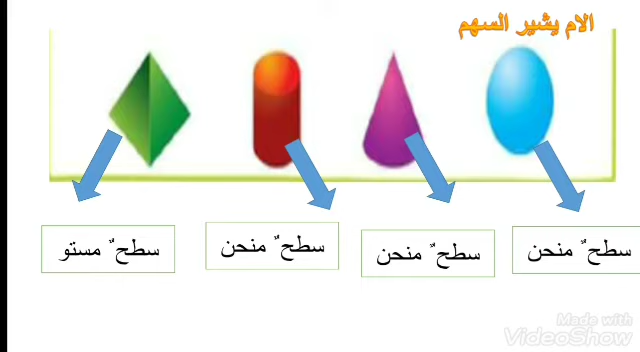 الام يشير السهم
سطح ٌ منحن
سطح ٌ منحن
سطح ٌ منحن
سطح ٌ مستو
Made with
VideoShow